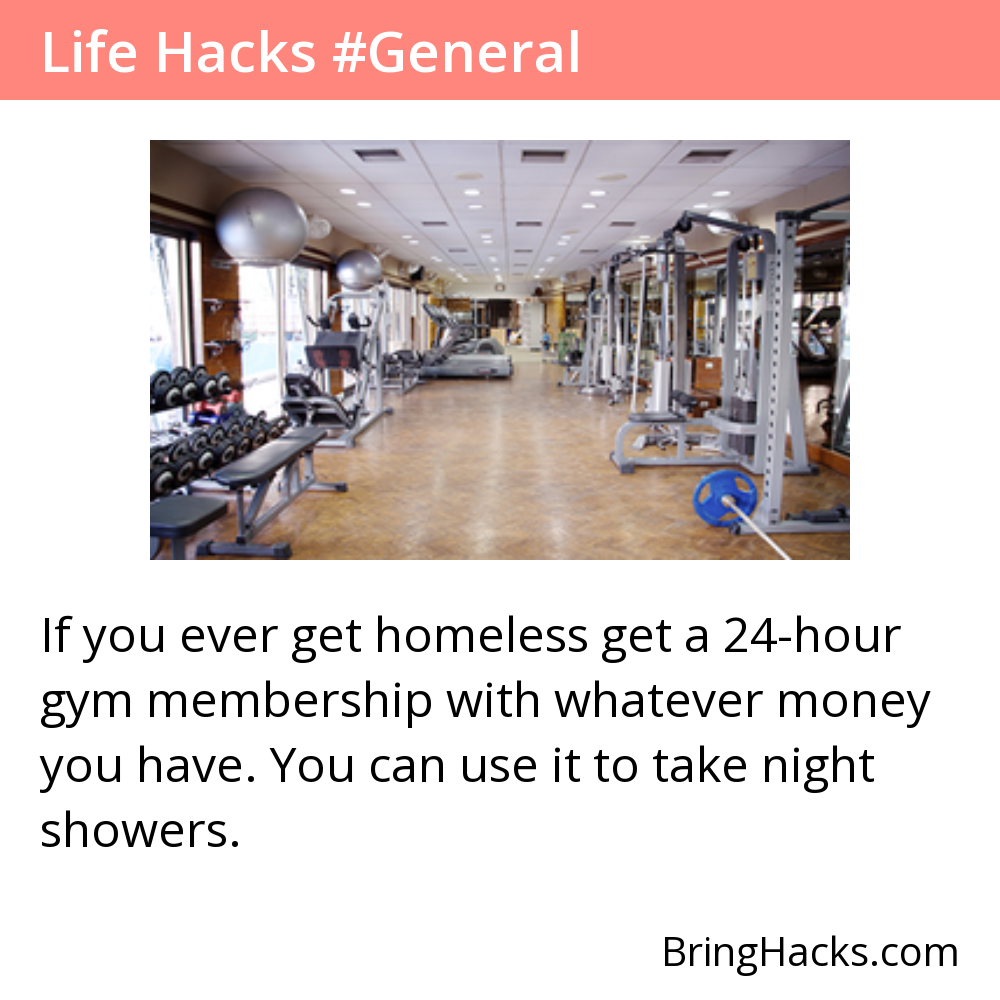 Life Hacks #General
If you ever get homeless get a 24-hour
gym membership with whatever money
you have. You can use it to take night
showers.
BringHacks.com